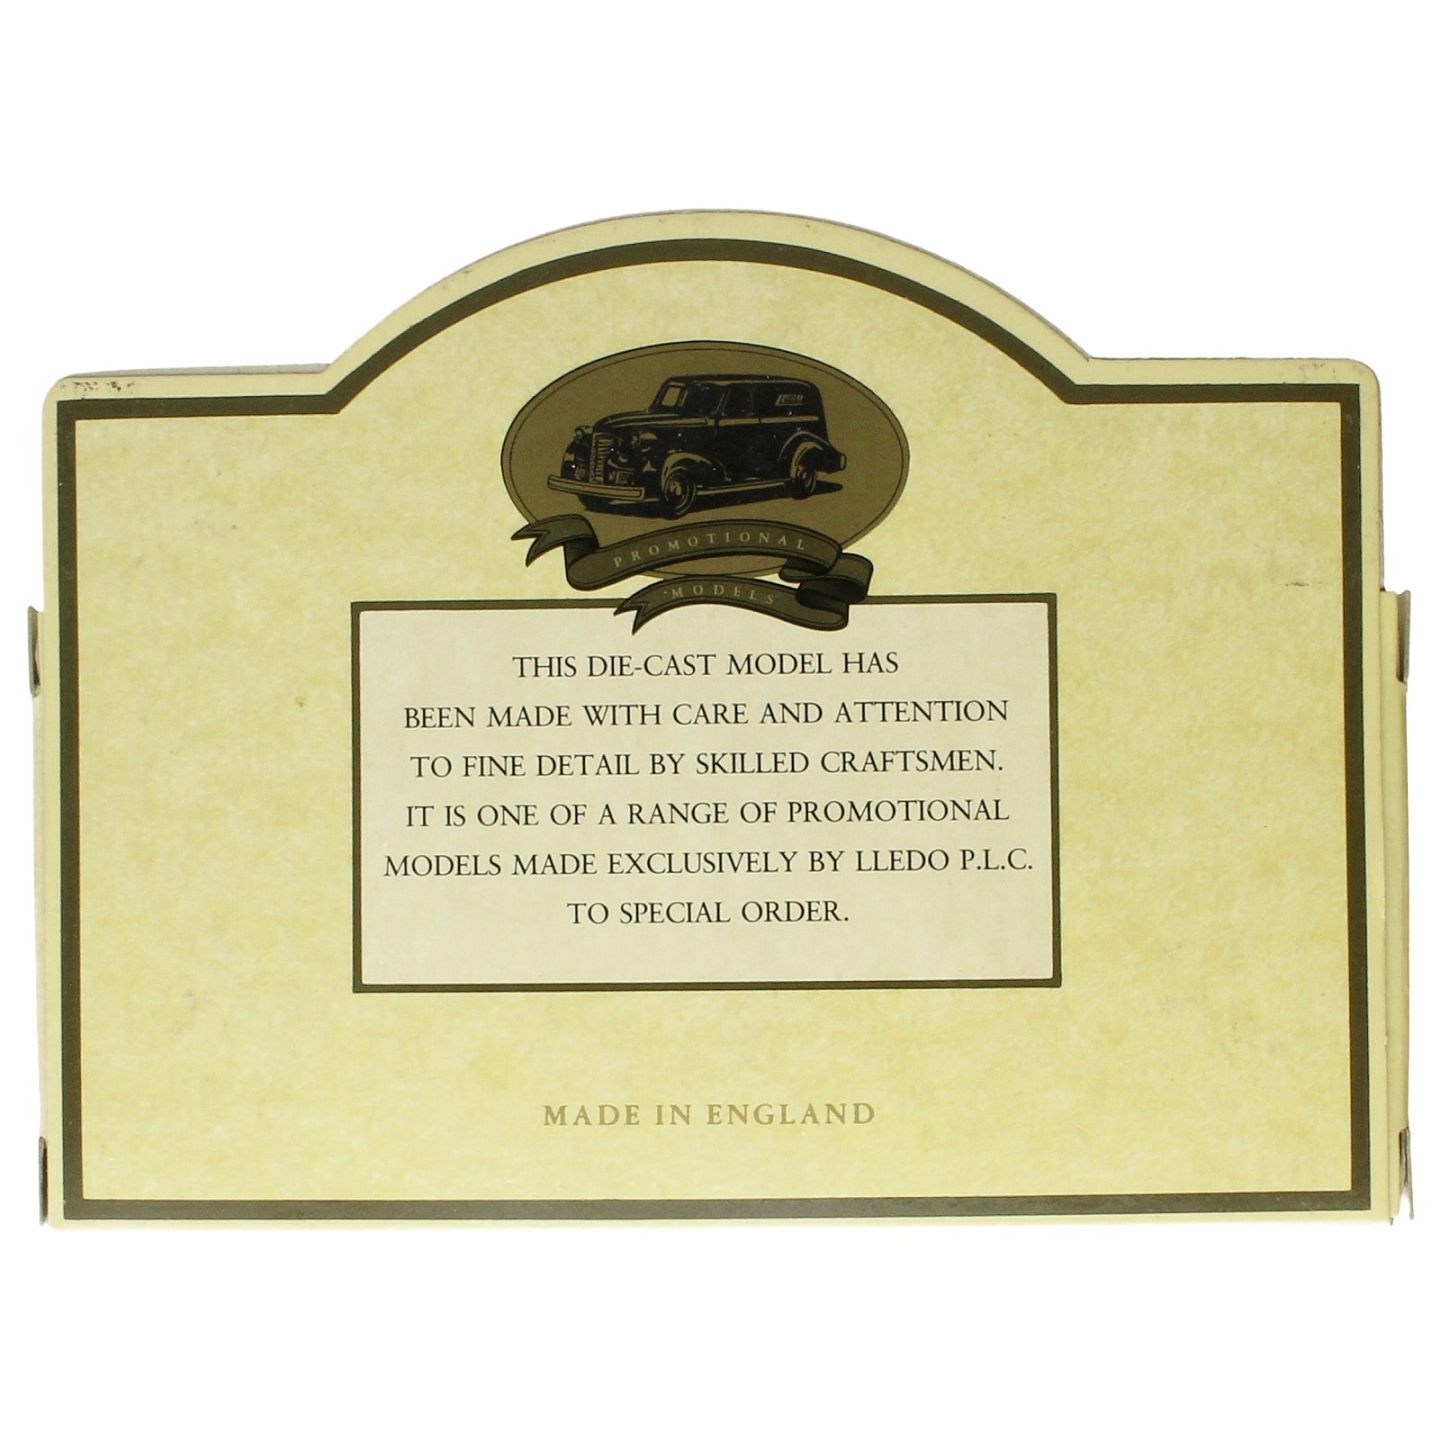 PROMOTIONAL
MODELS
THIS DIE-CAST MODEL HAS
BEEN MADE WITH CARE AND ATTENTION
TO FINE DETAIL BY SKILLED CRAFTSMEN.
IT IS ONE OF A RANGE OF PROMOTIONAL
MODELS MADE EXCLUSIVELY BY LLEDO P.L.C.
TO SPECIAL ORDER.
MADE IN ENGLAND